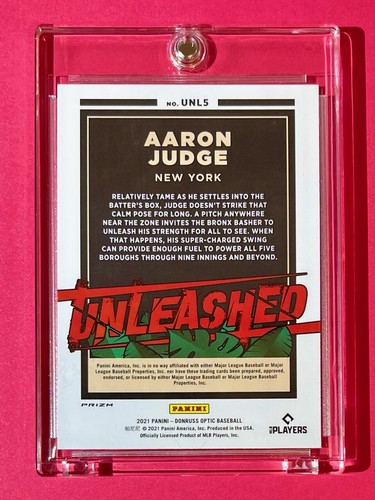 NO. UNL5
AARON
JUDGE
NEW YORK
RELATIVELY TAME AS HE SETTLES INTO THE
BATTER'S BOX, JUDGE DOESN'T STRIKE THAT
CALM POSE FOR LONG. A PITCH ANYWHERE
NEAR THE ZONE INVITES THE BRONX BASHER TO
UNLEASH HIS STRENGTH FOR ALL TO SEE. WHEN
THAT HAPPENS, HIS SUPER-CHARGED SWING
CAN PROVIDE ENOUGH FUEL TO POWER ALL FIVE
BOROUGHS THROUGH NINE INNINGS AND BEYOND.
UNLEASHED
Panini America, Inc. is in no way affiliated with either Major League Baseball or Major
League Baseball Properties, Inc. nor have these trading cards been prepared, approved,
endorsed, or licensed by either Major League Baseball or Major League Baseball
Properties, Inc.
PRIZM
PANINI
2021 PANINI – DONRUSS OPTIC BASEBALL
帕尼尼 © 2021 Panini America, Inc. Produced in the USA.
Officially Licensed Product of MLB Players, Inc.
PLAYERS